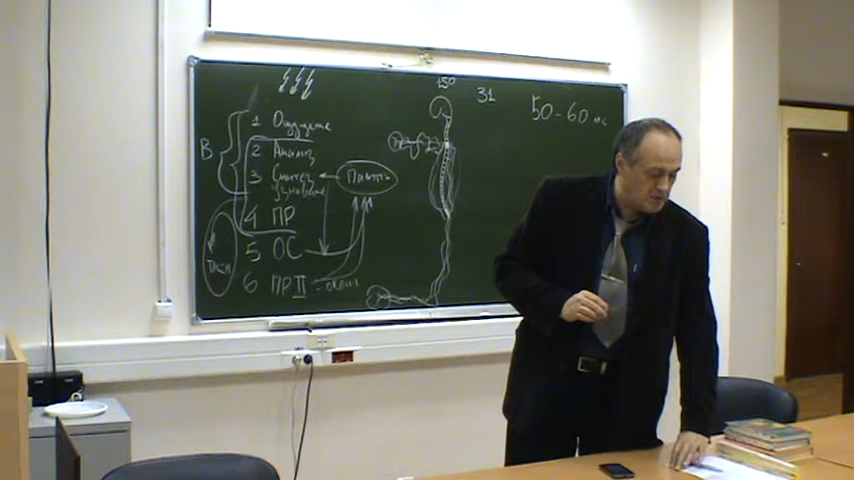 150
31
50-60 мс
1 Ощущение
В
2 Анализ
3 Синтез
Память
4 ПР
5 ОС
6 ПР II